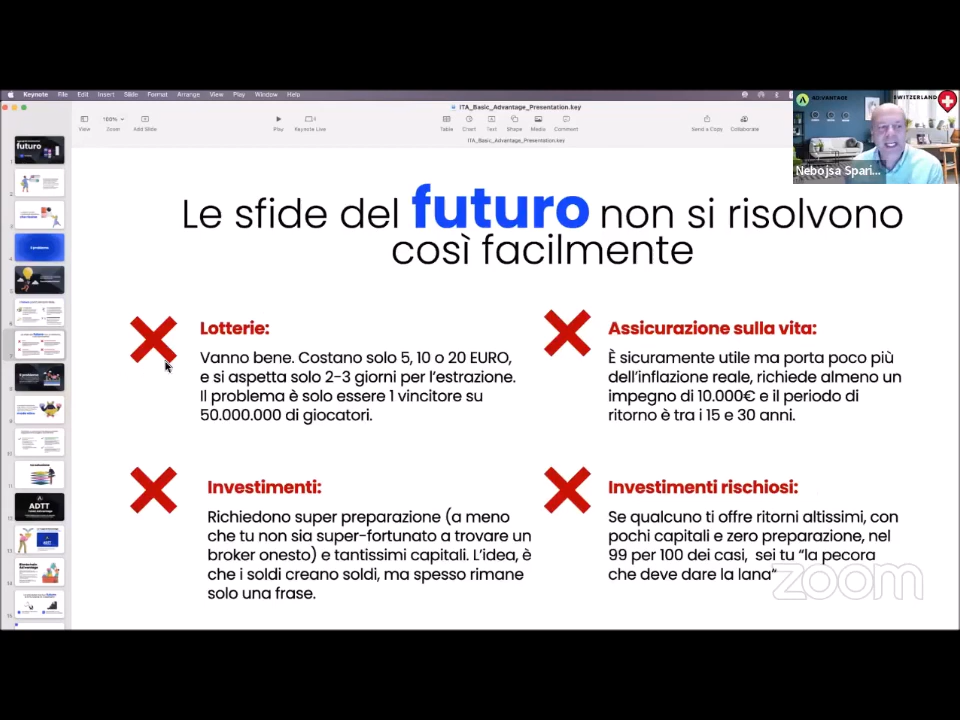 Keynote File Edit Insert Slide Format Arrange View Play Window Help
ITA_Basic_Advantage_Presentation.key
100%
View Zoom Add Slide Play Keynote Live Table Chart Text Shape Media Comment Send a Copy Collaborate
ITA_Basic_Advantage_Presentation.key
ADVANTAGE
SWITZERLAND
Nebojsa Spari...
futuro
Il problema
ADTT
Le sfide del futuro non si risolvono
così facilmente
Lotterie:
Vanno bene. Costano solo 5, 10 o 20 EURO,
e si aspetta solo 2-3 giorni per l'estrazione.
Il problema è solo essere 1 vincitore su
50.000.000 di giocatori.
Assicurazione sulla vita:
È sicuramente utile ma porta poco più
dell'inflazione reale, richiede almeno un
impegno di 10.000€ e il periodo di
ritorno è tra i 15 e 30 anni.
Investimenti:
Richiedono super preparazione (a meno
che tu non sia super-fortunato a trovare un
broker onesto) e tantissimi capitali. L'idea, è
che i soldi creano soldi, ma spesso rimane
solo una frase.
Investimenti rischiosi:
Se qualcuno ti offre ritorni altissimi, con
pochi capitali e zero preparazione, nel
99 per 100 dei casi, sei tu "la pecora
che deve dare la lana"
zoom